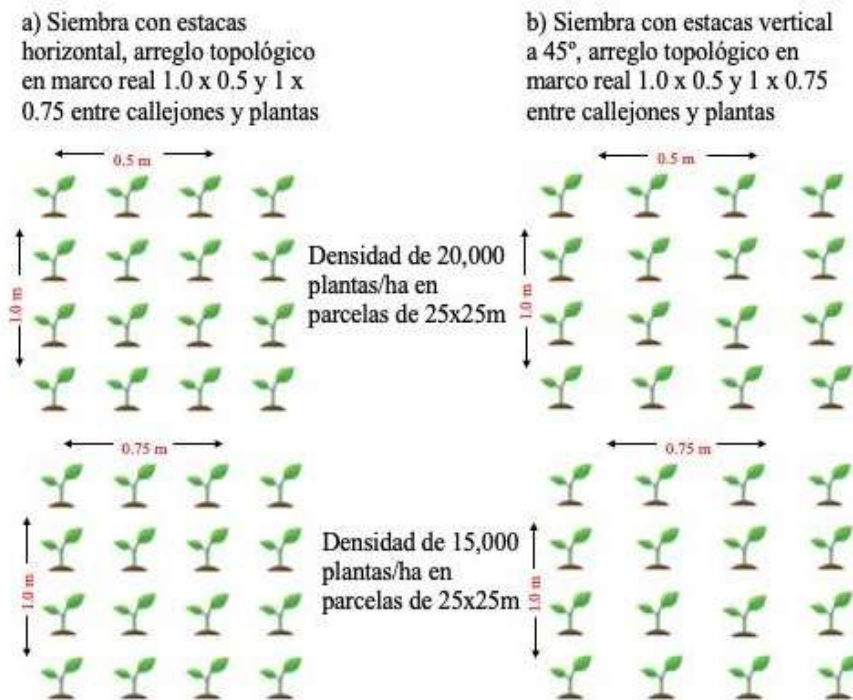 a) Siembra con estacas
horizontal, arreglo topológico
en marco real 1.0 x 0.5 y 1 x
0.75 entre callejones y plantas
b) Siembra con estacas vertical
a 45º, arreglo topológico en
marco real 1.0 x 0.5 y 1 x 0.75
entre callejones y plantas
0.5 m
0.5 m
1.0 m
Densidad de 20,000
plantas/ha en
parcelas de 25x25m
1.0 m
0.75 m
0.75 m
1.0 m
Densidad de 15,000
plantas/ha en
parcelas de 25x25m
1.0 m